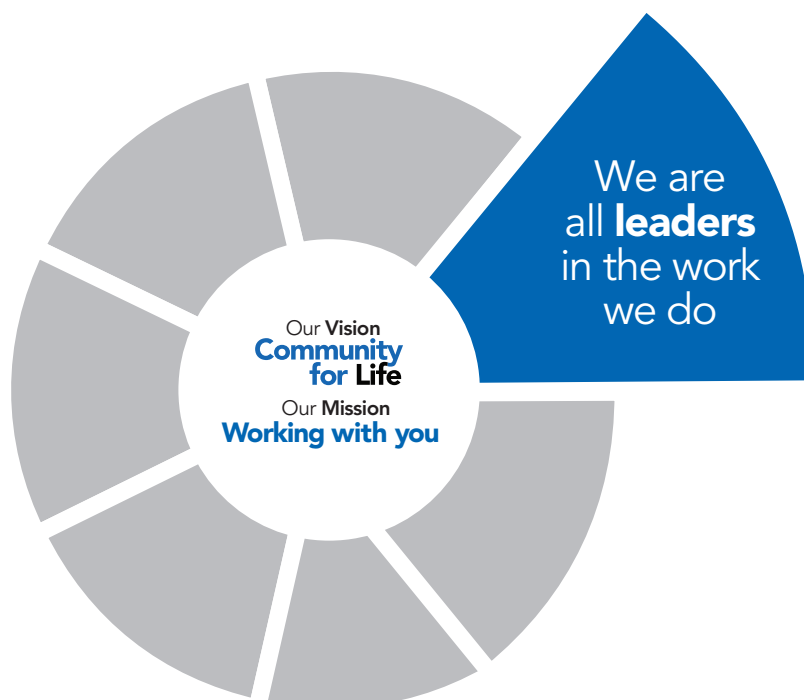 We are
all leaders
in the work
we do
Our Vision
Community
for Life
Our Mission
Working with you